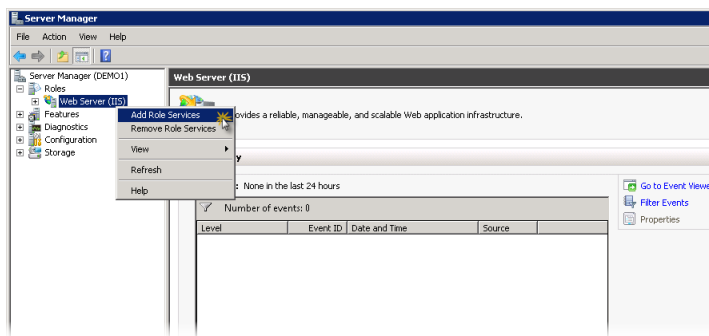 Server Manager
File Action View Help
Server Manager (DEMO1)
Roles
Web Server (IIS)
Features
Diagnostics
Configuration
Storage
Add Role Services
Remove Role Services
View
Refresh
Help
Web Server (IIS)
ovides a reliable, manageable, and scalable Web application infrastructure.
y
: None in the last 24 hours
Number of events: 0
Level Event ID Date and Time Source
Go to Event Viewe
Filter Events
Properties